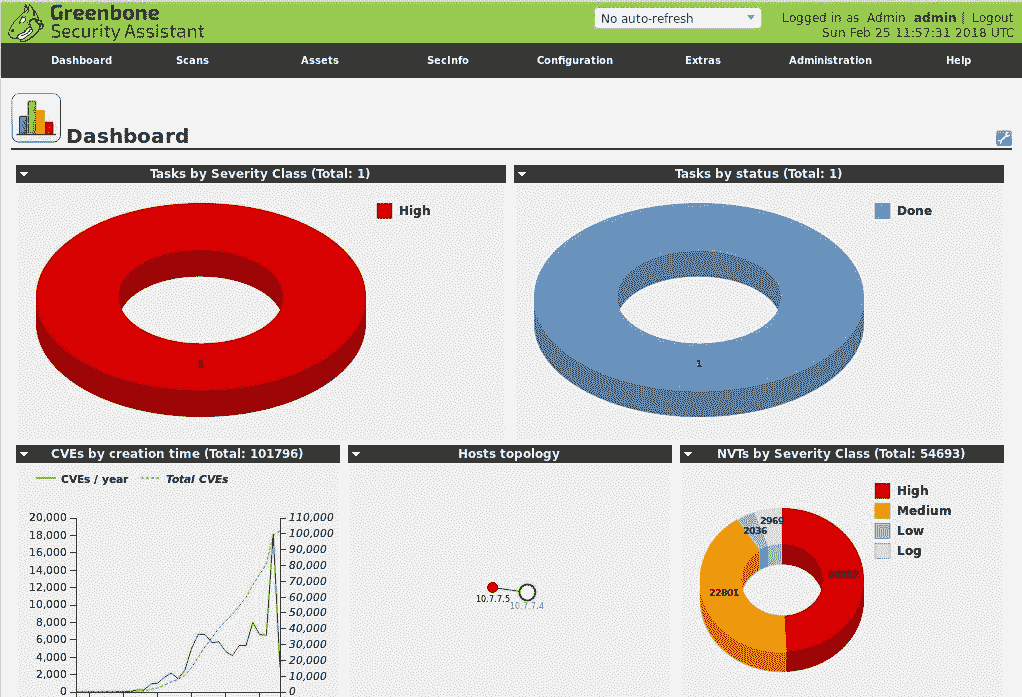 Greenbone
Security Assistant
No auto-refresh
Logged in as Admin admin | Logout
Sun Feb 25 11:57:31 2018 UTC
Dashboard Scans Assets SecInfo Configuration Extras Administration Help
Dashboard
Tasks by Severity Class (Total: 1)
High
1
Tasks by status (Total: 1)
Done
1
CVEs by creation time (Total: 101796)
CVEs / year Total CVEs
20,000
18,000
16,000
14,000
12,000
10,000
8,000
6,000
4,000
2,000
0
110,000
100,000
90,000
80,000
70,000
60,000
50,000
40,000
30,000
20,000
10,000
0
Hosts topology
10.7.7.5
10.7.7.4
NVTs by Severity Class (Total: 54693)
High
Medium
Low
Log
2969
2036
22801